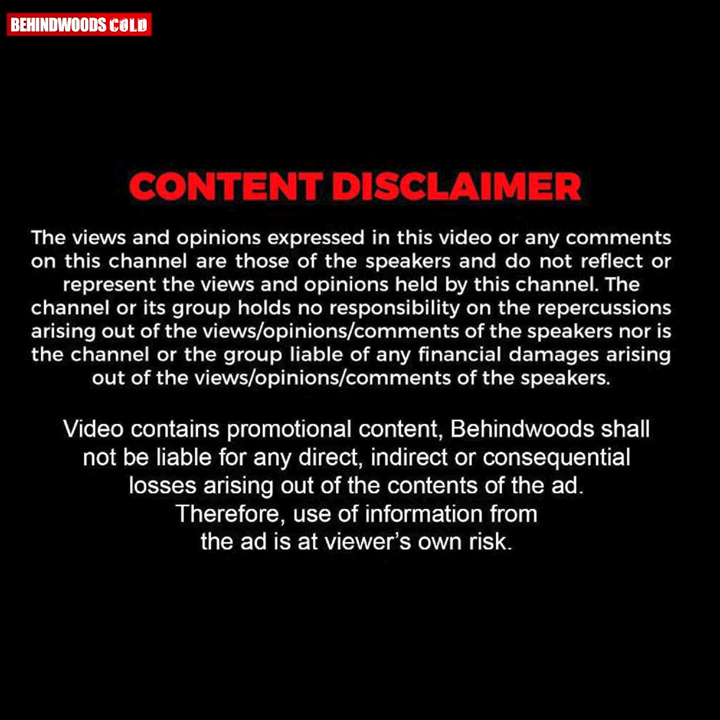 BEHINDWOODS COLD
CONTENT DISCLAIMER
The views and opinions expressed in this video or any comments
on this channel are those of the speakers and do not reflect or
represent the views and opinions held by this channel. The
channel or its group holds no responsibility on the repercussions
arising out of the views/opinions/comments of the speakers nor is
the channel or the group liable of any financial damages arising
out of the views/opinions/comments of the speakers.
Video contains promotional content, Behindwoods shall
not be liable for any direct, indirect or consequential
losses arising out of the contents of the ad.
Therefore, use of information from
the ad is at viewer’s own risk.